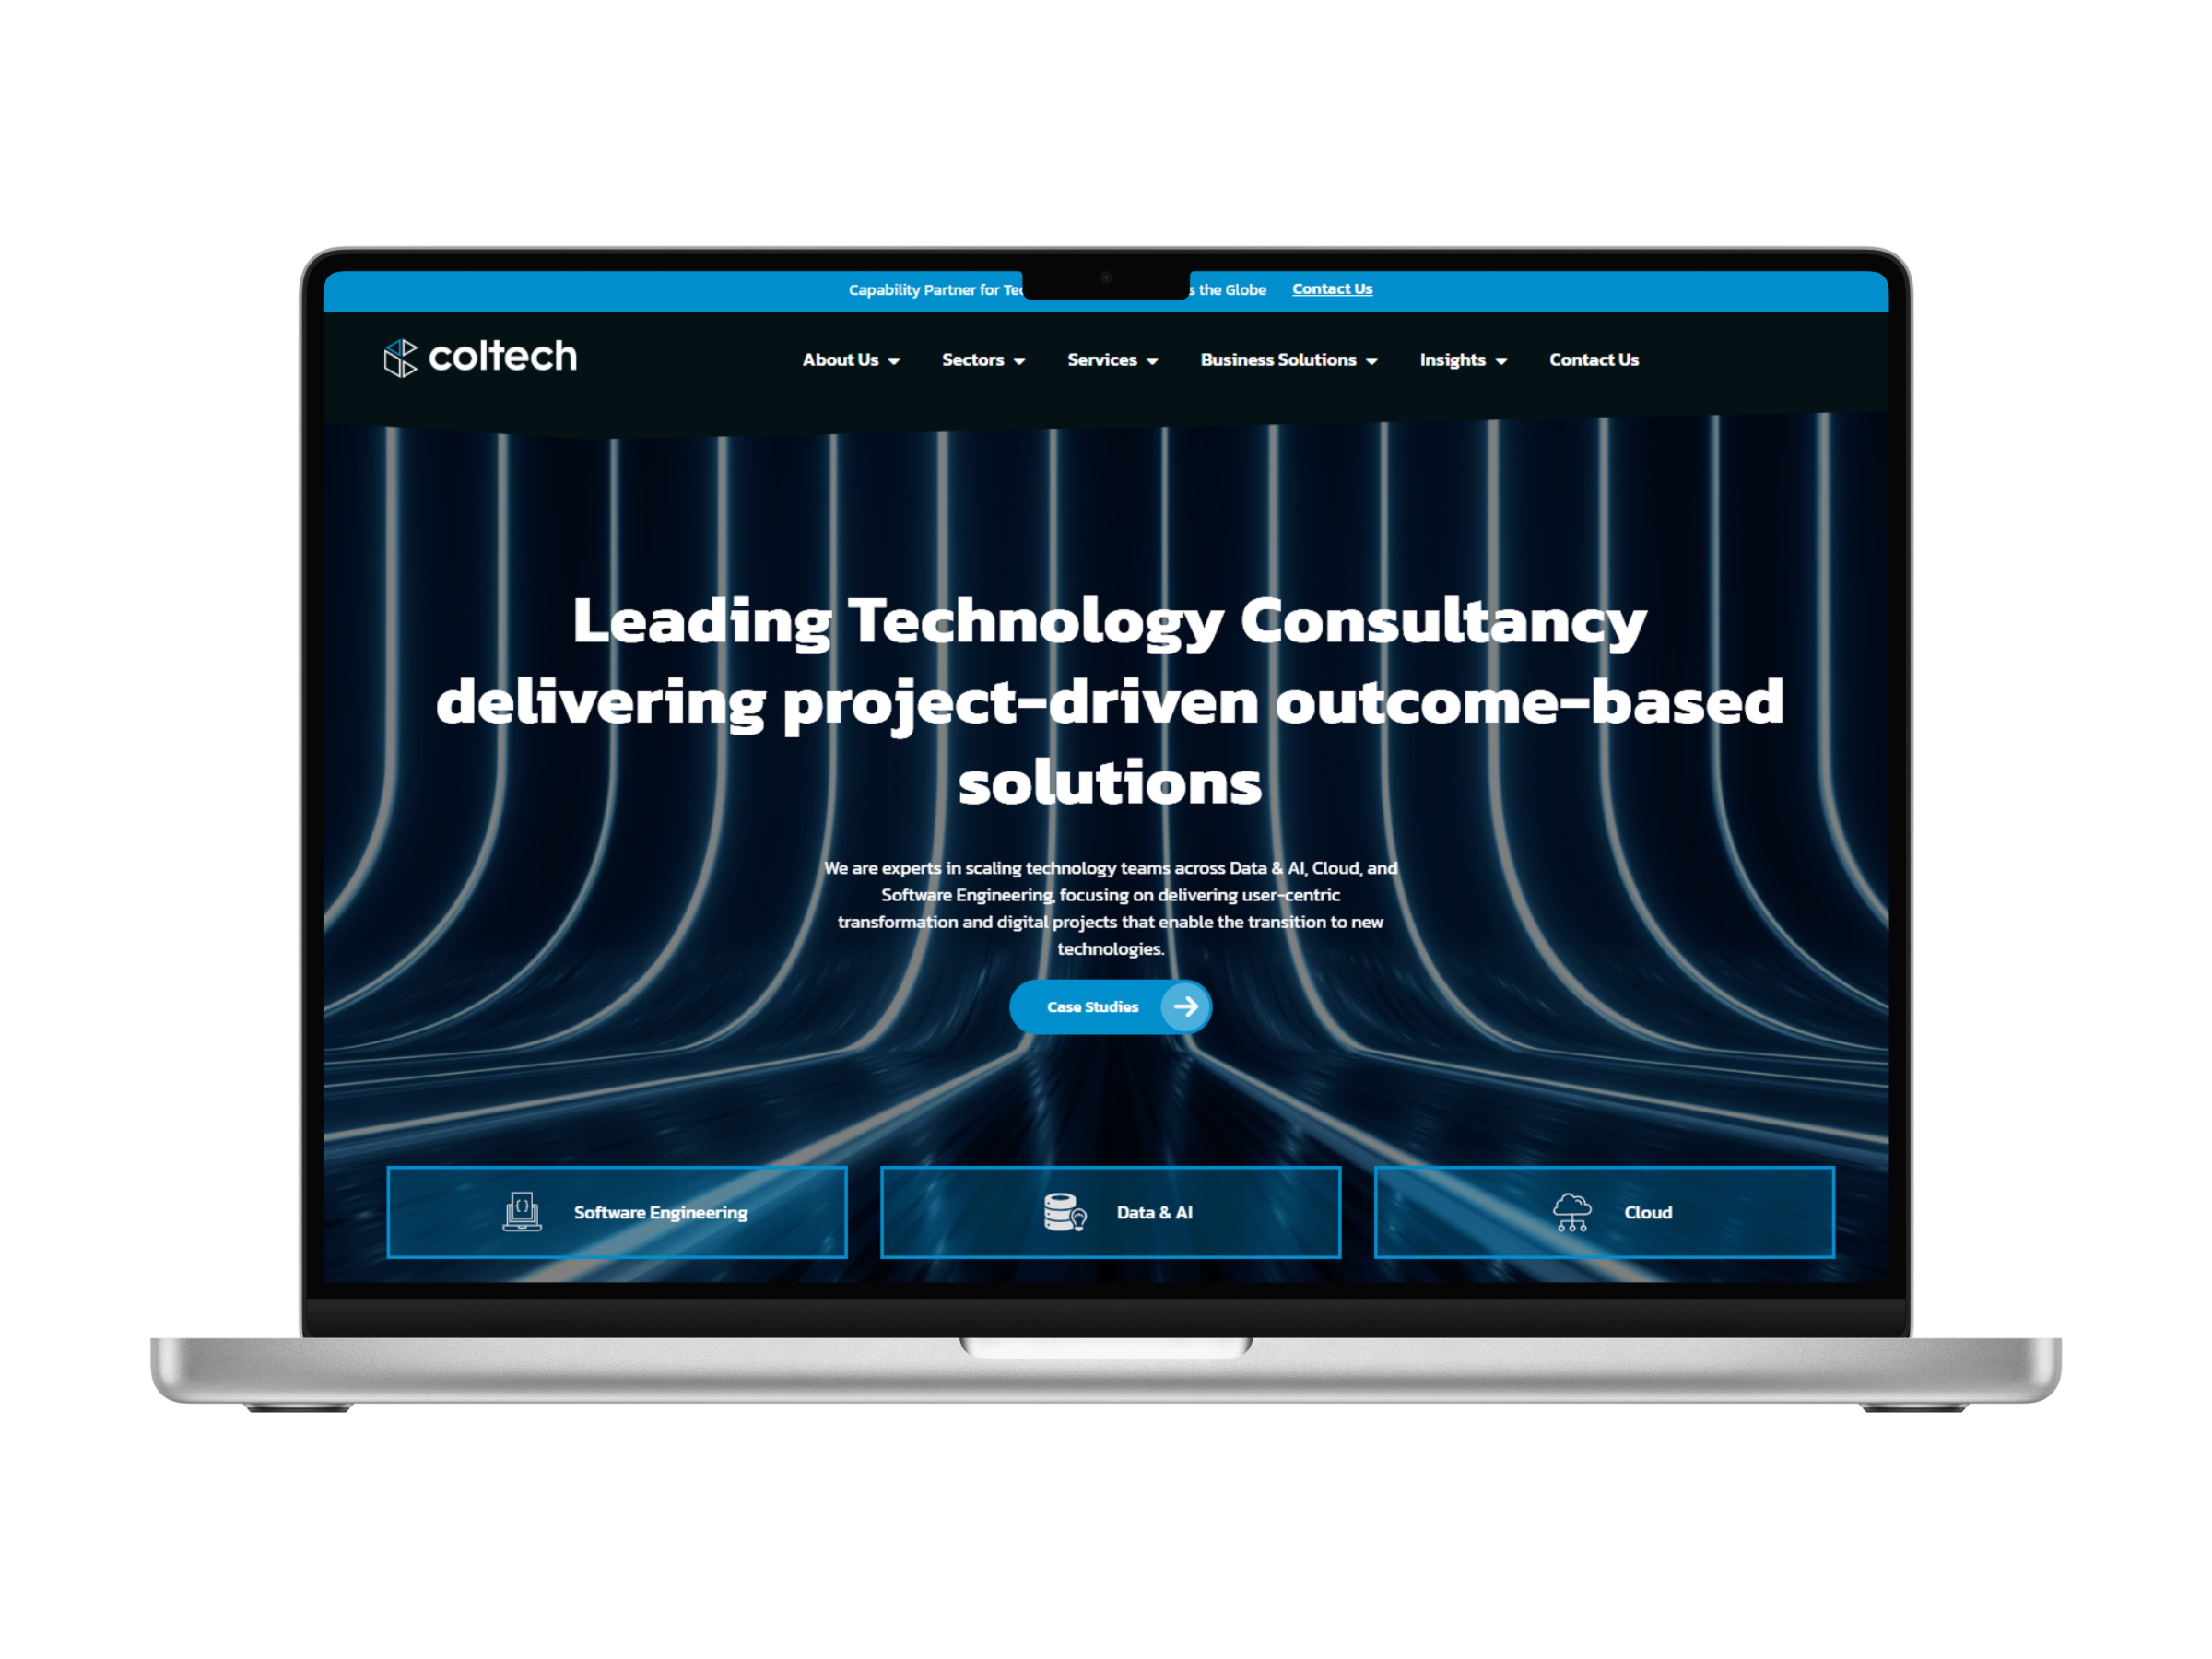 Capability Partner for the Globe Contact Us
coltech
About Us Sectors Services Business Solutions Insights Contact Us
Leading Technology Consultancy
delivering project-driven outcome-based
solutions
We are experts in scaling technology teams across Data & AI, Cloud, and
Software Engineering, focusing on delivering user-centric
transformation and digital projects that enable the transition to new
technologies.
Case Studies
Software Engineering Data & AI Cloud